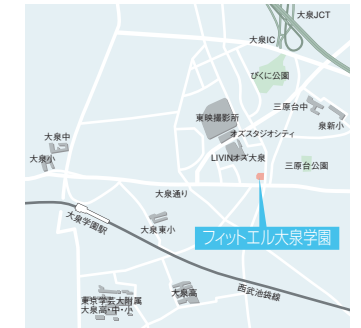 大泉JCT
大泉IC
びくに公園
三原台中
東映撮影所
泉新小
オズスタジオシティ
大泉中
LIVINオズ大泉
大泉小
三原台公園
大泉通り
大泉学園駅
大泉東小
フィットエル大泉学園
西武池袋線
東京学芸大附属
大泉高・中・小
大泉高